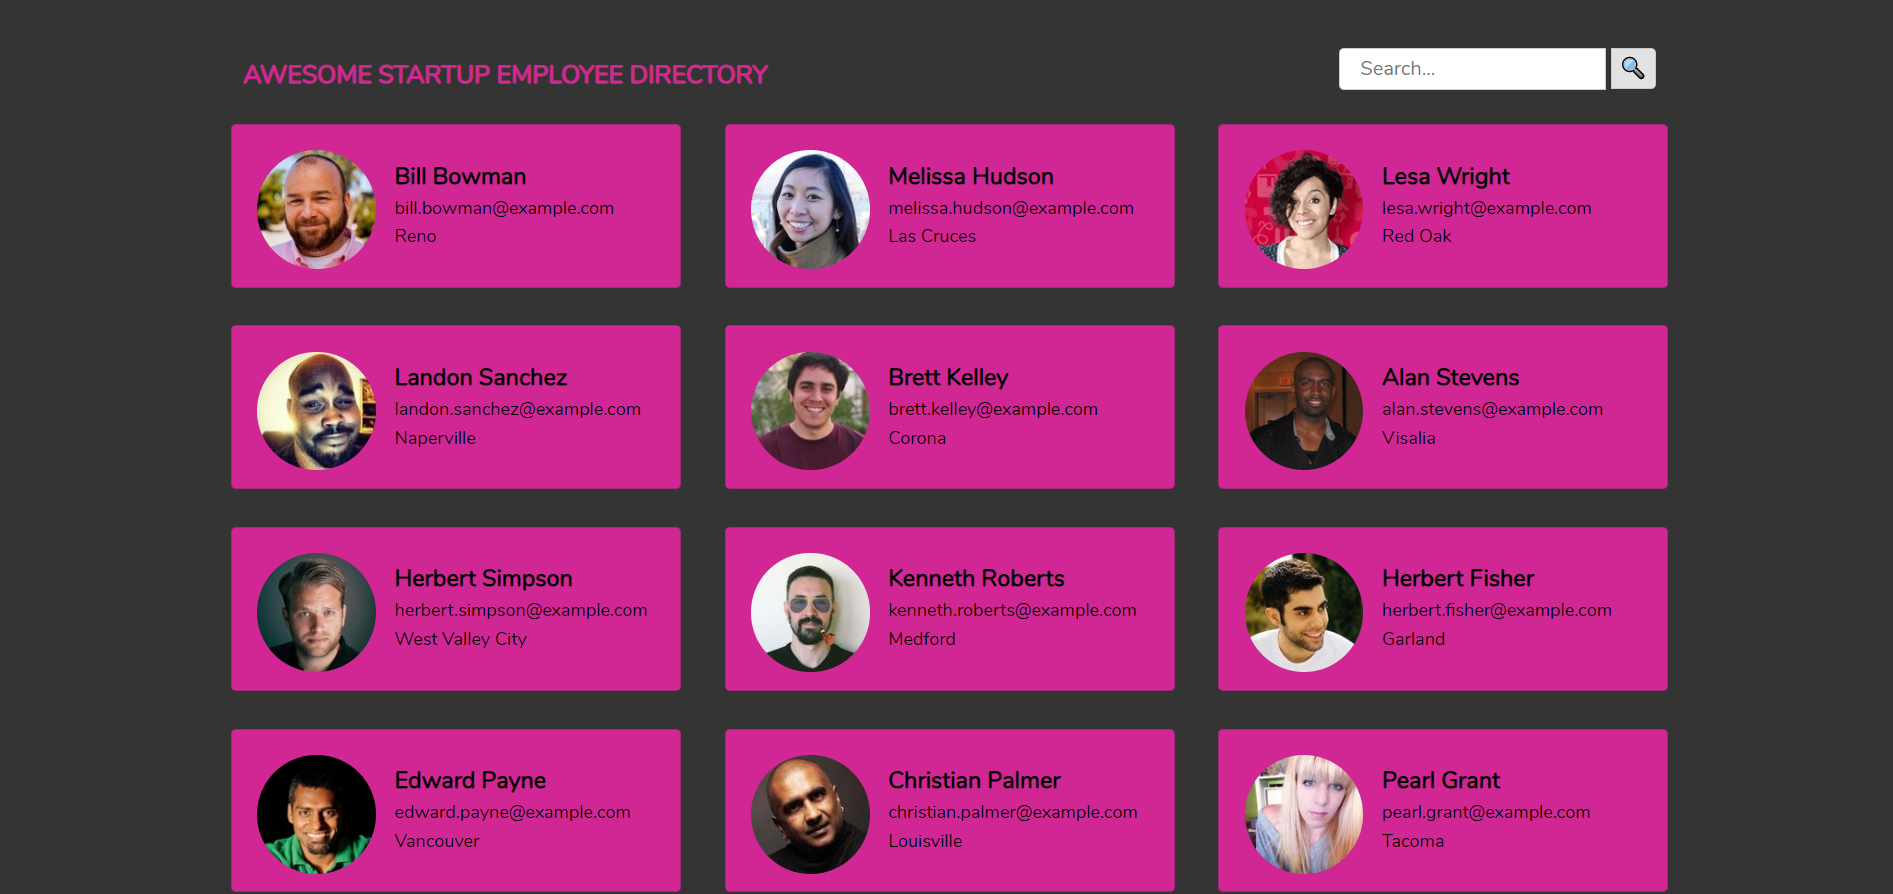 AWESOME STARTUP EMPLOYEE DIRECTORY
Search...
Bill Bowman
bill.bowman@example.com
Reno
Melissa Hudson
melissa.hudson@example.com
Las Cruces
Lesa Wright
lesa.wright@example.com
Red Oak
Landon Sanchez
landon.sanchez@example.com
Naperville
Brett Kelley
brett.kelley@example.com
Corona
Alan Stevens
alan.stevens@example.com
Visalia
Herbert Simpson
herbert.simpson@example.com
West Valley City
Kenneth Roberts
kenneth.roberts@example.com
Medford
Herbert Fisher
herbert.fisher@example.com
Garland
Edward Payne
edward.payne@example.com
Vancouver
Christian Palmer
christian.palmer@example.com
Louisville
Pearl Grant
pearl.grant@example.com
Tacoma